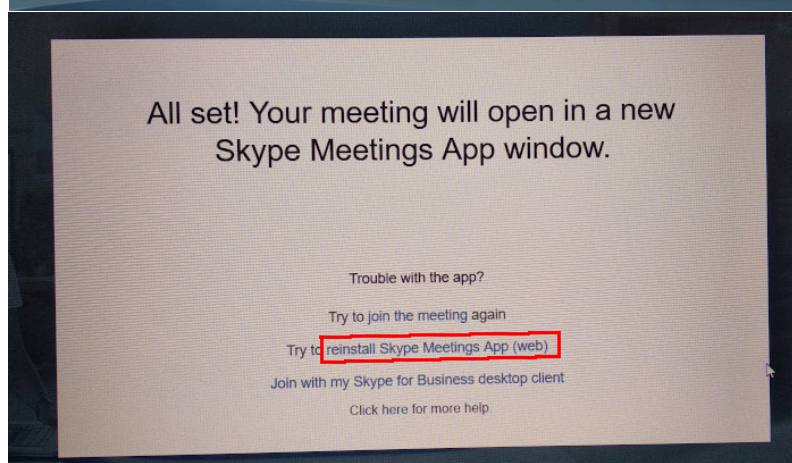 All set! Your meeting will open in a new
Skype Meetings App window.
Trouble with the app?
Try to join the meeting again
Try to reinstall Skype Meetings App (web)
Join with my Skype for Business desktop client
Click here for more help.